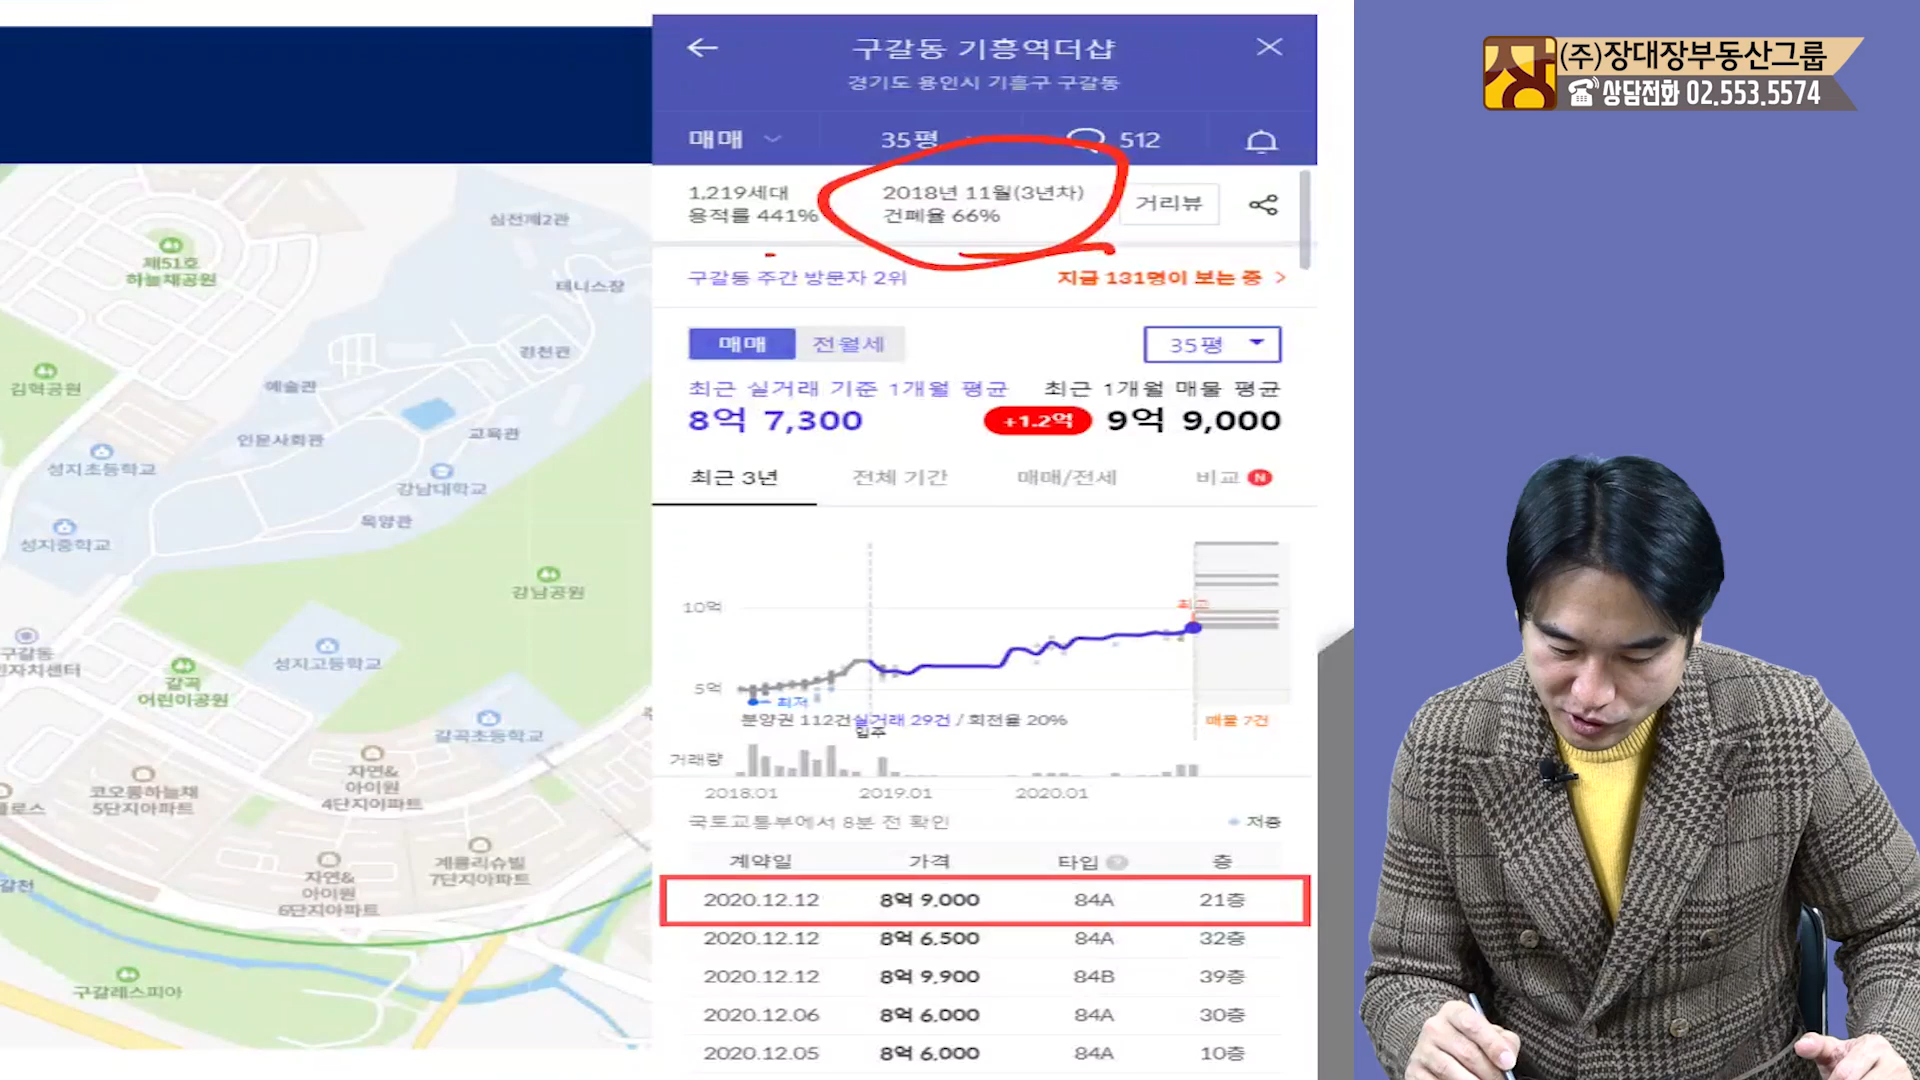 구갈동 기흥역더샵
경기도 용인시 기흥구 구갈동
매매
35평
512
1,219세대
2018년 11월(3년차)
용적률 441%
건폐율 66%
거리뷰
구갈동 주간 방문자 2위
지금 131명이 보는 중 >
매매 전월세
35평
최근 실거래 기준 1개월 평균
최근 1개월 매물 평균
8억 7,300
+1.2억 9억 9,000
최근 3년 전체 기간 매매/전세 비교 N
10억
최고
5억
최저
분양권 112건 실거래 29건 / 회전율 20%
매물 7건
입주
거래량
2018.01 2019.01 2020.01
국토교통부에서 8분 전 확인
저층
계약일 가격 타입 ? 층
2020.12.12 8억 9,000 84A 21층
2020.12.12 8억 6,500 84A 32층
2020.12.12 8억 9,900 84B 39층
2020.12.06 8억 6,000 84A 30층
2020.12.05 8억 6,000 84A 10층
심전제2관
제51호
하늘채공원
테니스장
경천관
김혁공원
예술관
인문사회관
교육관
성지초등학교
강남대학교
목양관
성지중학교
강남공원
구갈동
성지고등학교
갈곡
어린이공원
갈곡초등학교
자연&
아이원
4단지아파트
코오롱하늘채
5단지아파트
계룡리슈빌
7단지아파트
자연&
아이원
6단지아파트
갈천
구갈레스피아
장
(주)장대장부동산그룹
상담전화 02.553.5574